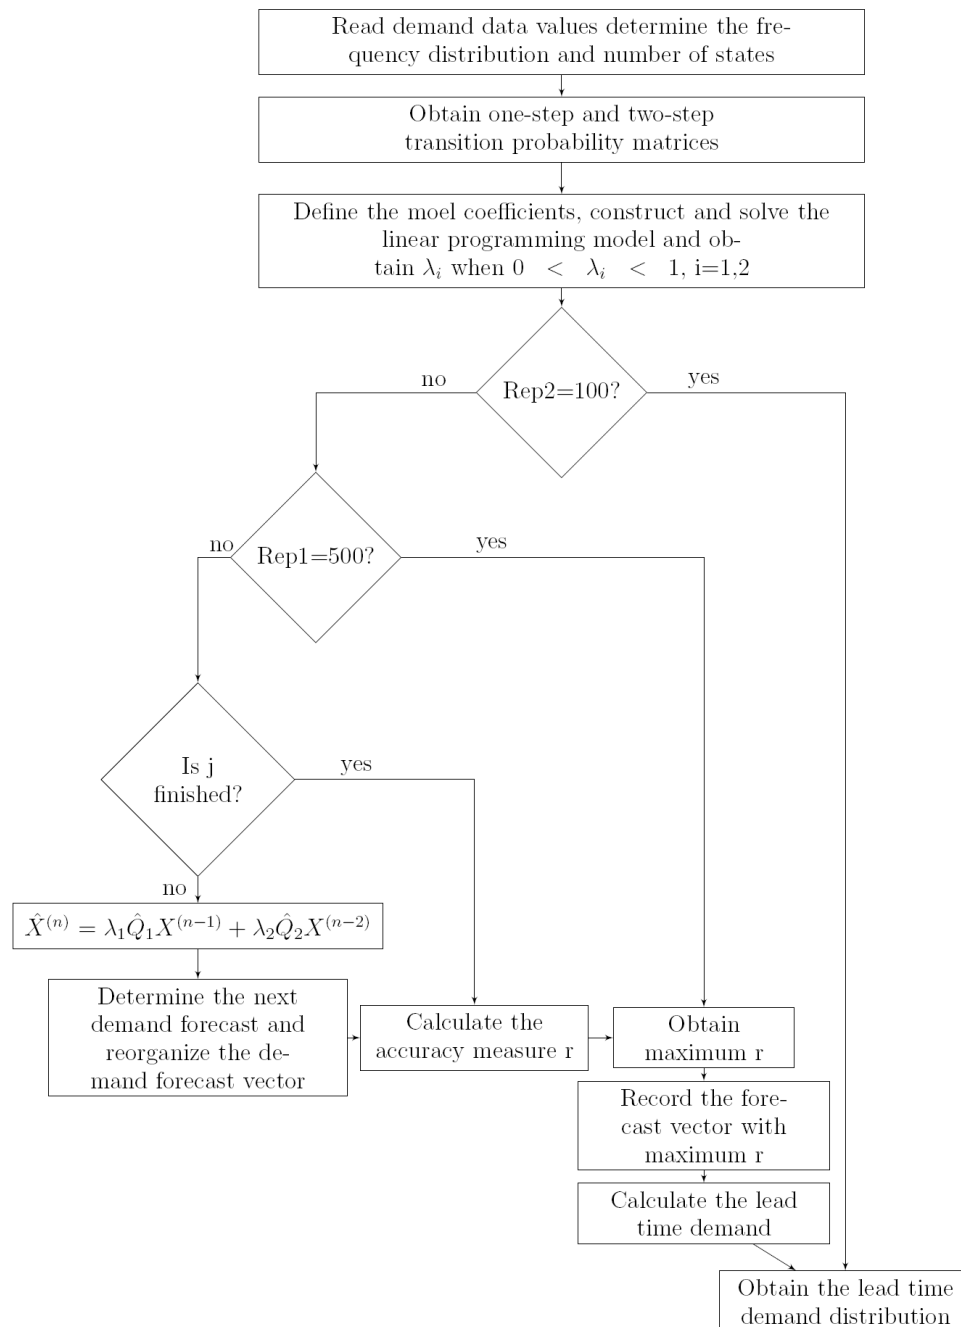 Read demand data values determine the fre-
quency distribution and number of states
Obtain one-step and two-step
transition probability matrices
Define the moel coefficients, construct and solve the
linear programming model and ob-
tain λ_i when 0 < λ_i < 1, i=1,2
Rep2=100?
no
yes
Rep1=500?
no
yes
Is j
finished?
yes
no
X̂^(n) = λ_1 Q̂_1 X^(n−1) + λ_2 Q̂_2 X^(n−2)
Determine the next
demand forecast and
reorganize the de-
mand forecast vector
Calculate the
accuracy measure r
Obtain
maximum r
Record the fore-
cast vector with
maximum r
Calculate the lead
time demand
Obtain the lead time
demand distribution